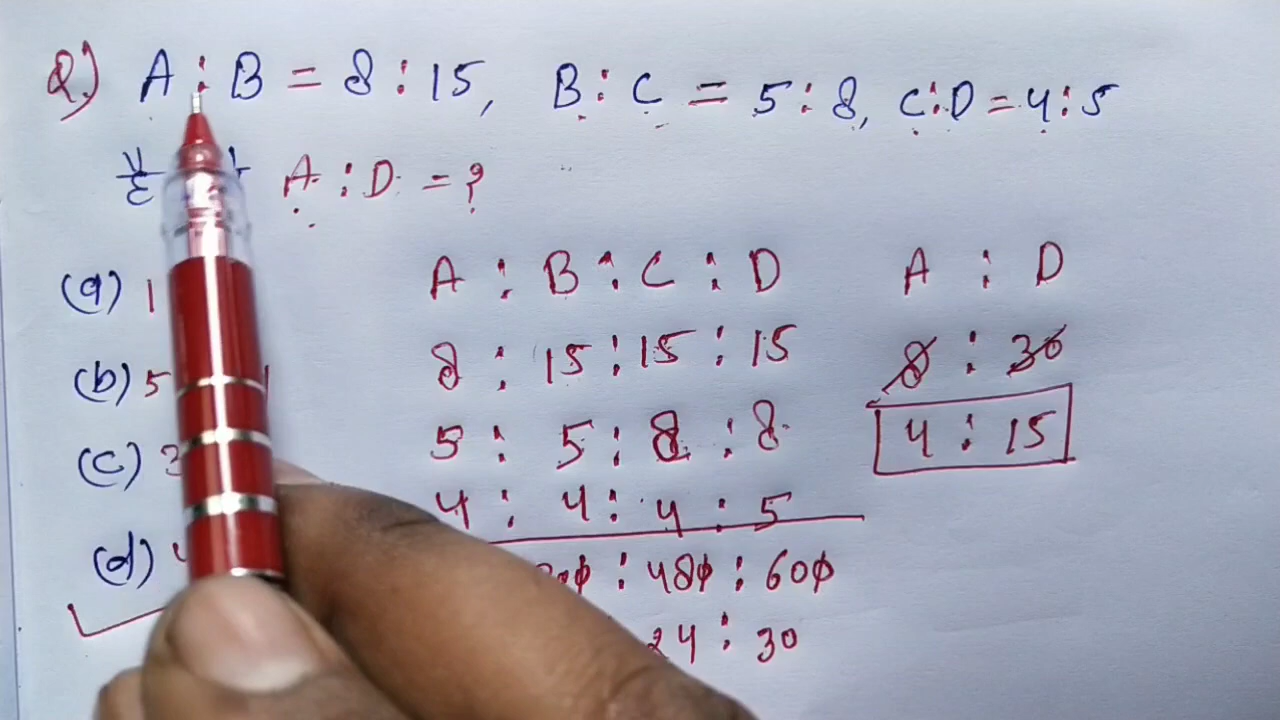 Q.) A : B = 8 : 15, B : C = 5 : 8, C:D = 4 : 5
A : D = ?
(a) 1
(b) 5
(c) 3
(d) 4
A : B : C : D
8 : 15 : 15 : 15
5 : 5 : 8 : 8
4 : 4 : 4 : 5
: 480 : 600
24 : 30
A : D
8 : 30
4 : 15